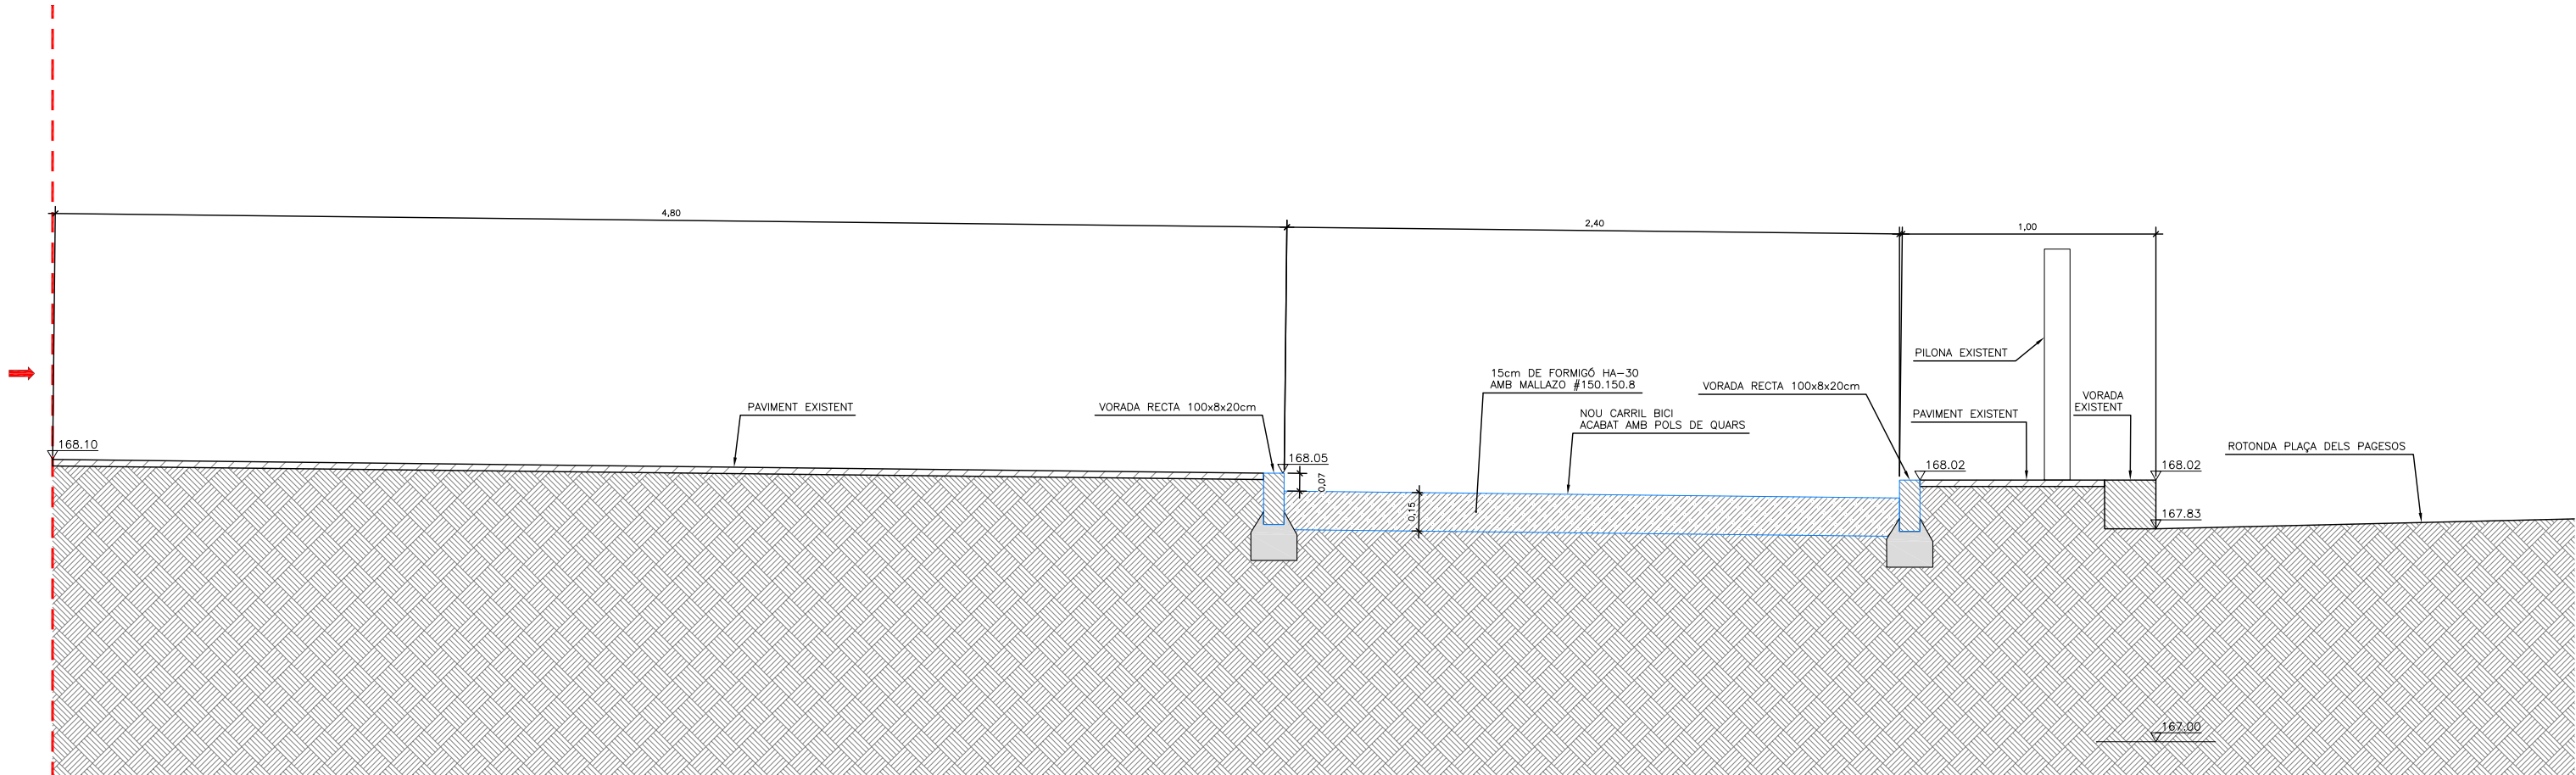 4,80
2,40
1,00
PILONA EXISTENT
15cm DE FORMIGÓ HA-30
AMB MALLAZO #150.150.8
VORADA RECTA 100x8x20cm
PAVIMENT EXISTENT
VORADA RECTA 100x8x20cm
NOU CARRIL BICI
ACABAT AMB POLS DE QUARS
PAVIMENT EXISTENT
VORADA
EXISTENT
ROTONDA PLAÇA DELS PAGESOS
168.10
168.05
168.02
168.02
0,07
0,15
167.83
167.00